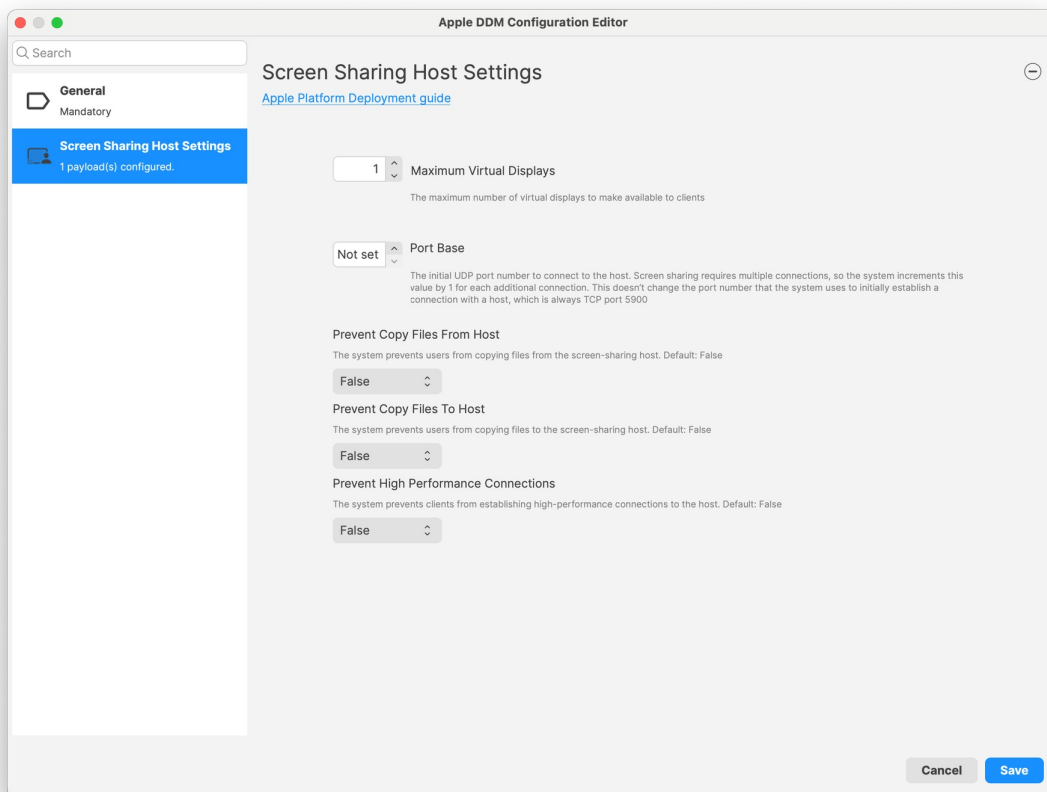 Apple DDM Configuration Editor
Search
General
Mandatory
Screen Sharing Host Settings
1 payload(s) configured.
Screen Sharing Host Settings
Apple Platform Deployment guide
1
Maximum Virtual Displays
The maximum number of virtual displays to make available to clients
Not set
Port Base
The initial UDP port number to connect to the host. Screen sharing requires multiple connections, so the system increments this
value by 1 for each additional connection. This doesn't change the port number that the system uses to initially establish a
connection with a host, which is always TCP port 5900
Prevent Copy Files From Host
The system prevents users from copying files from the screen-sharing host. Default: False
False
Prevent Copy Files To Host
The system prevents users from copying files to the screen-sharing host. Default: False
False
Prevent High Performance Connections
The system prevents clients from establishing high-performance connections to the host. Default: False
False
Cancel
Save